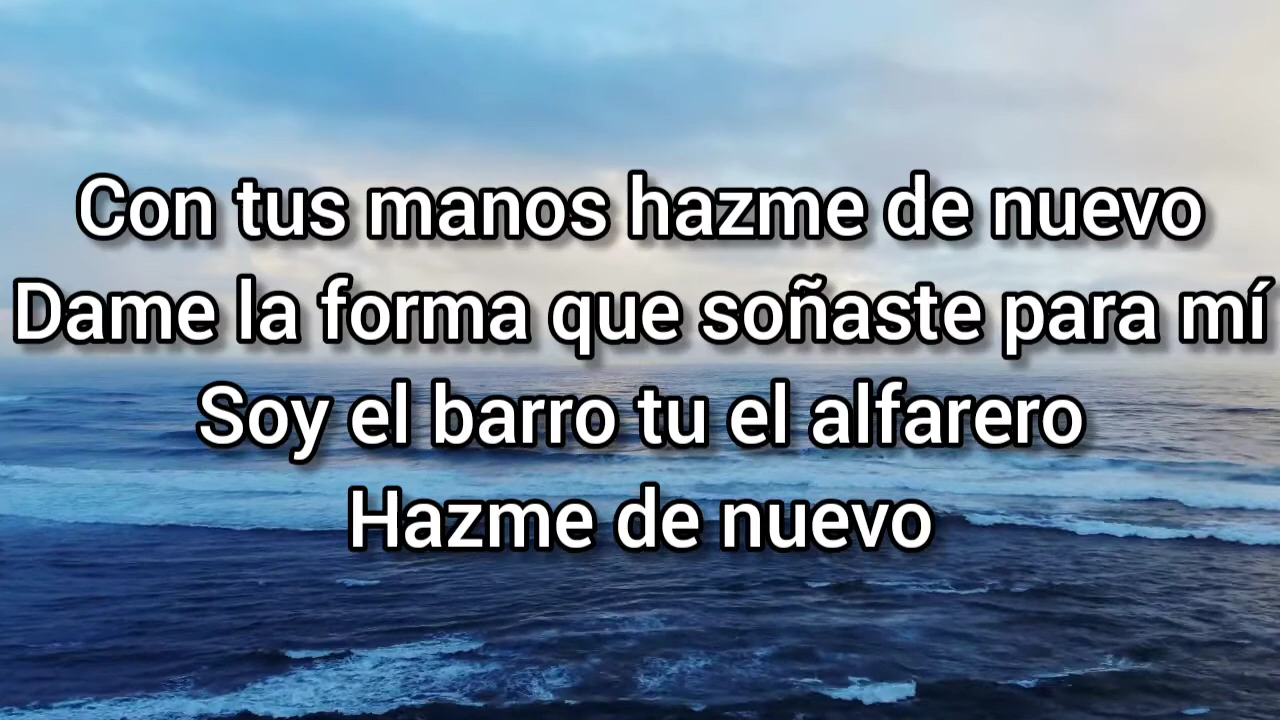 Con tus manos hazme de nuevo
Dame la forma que soñaste para mí
Soy el barro tu el alfarero
Hazme de nuevo